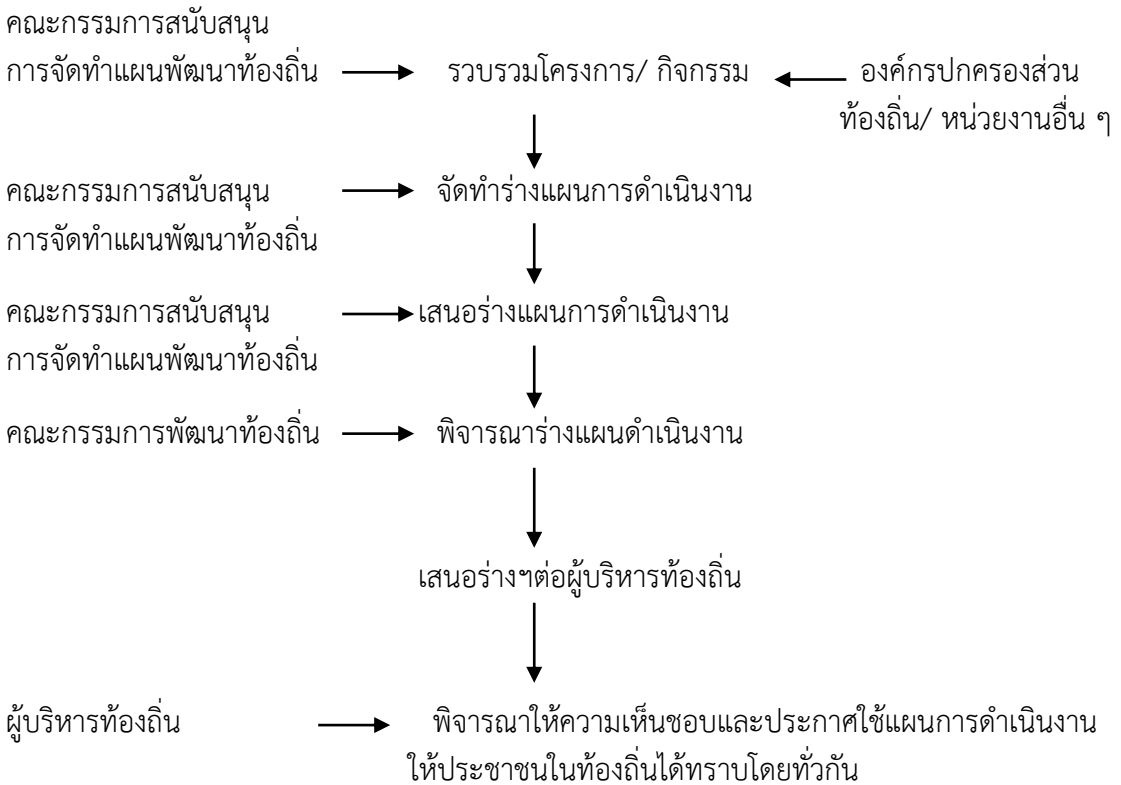 คณะกรรมการสนับสนุน
การจัดทำแผนพัฒนาท้องถิ่น รวบรวมโครงการ/ กิจกรรม องค์กรปกครองส่วน
ท้องถิ่น/ หน่วยงานอื่น ๆ
คณะกรรมการสนับสนุน จัดทำร่างแผนการดำเนินงาน
การจัดทำแผนพัฒนาท้องถิ่น
คณะกรรมการสนับสนุน เสนอร่างแผนการดำเนินงาน
การจัดทำแผนพัฒนาท้องถิ่น
คณะกรรมการพัฒนาท้องถิ่น พิจารณาร่างแผนดำเนินงาน
เสนอร่างฯต่อผู้บริหารท้องถิ่น
ผู้บริหารท้องถิ่น พิจารณาให้ความเห็นชอบและประกาศใช้แผนการดำเนินงาน
ให้ประชาชนในท้องถิ่นได้ทราบโดยทั่วกัน